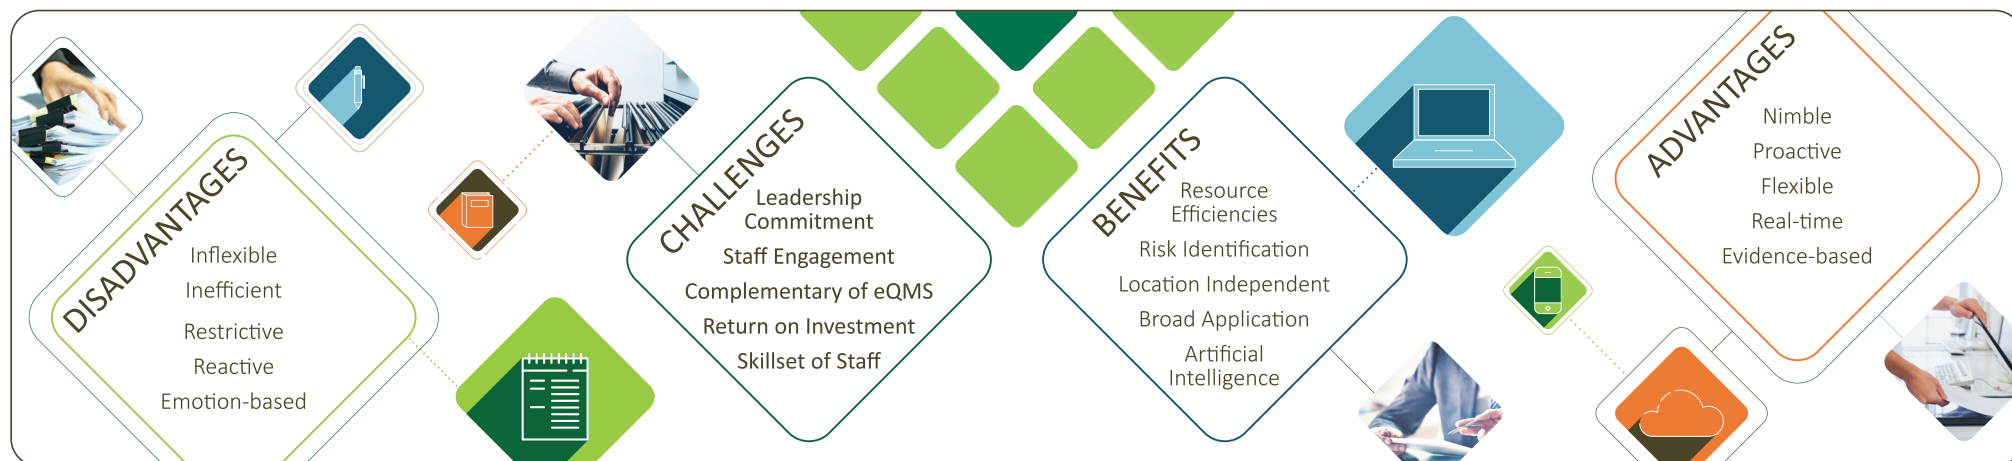 DISADVANTAGES
Inflexible
Inefficient
Restrictive
Reactive
Emotion-based
CHALLENGES
Leadership
Commitment
Staff Engagement
Complementary of eQMS
Return on Investment
Skillset of Staff
BENEFITS
Resource
Efficiencies
Risk Identification
Location Independent
Broad Application
Artificial
Intelligence
ADVANTAGES
Nimble
Proactive
Flexible
Real-time
Evidence-based